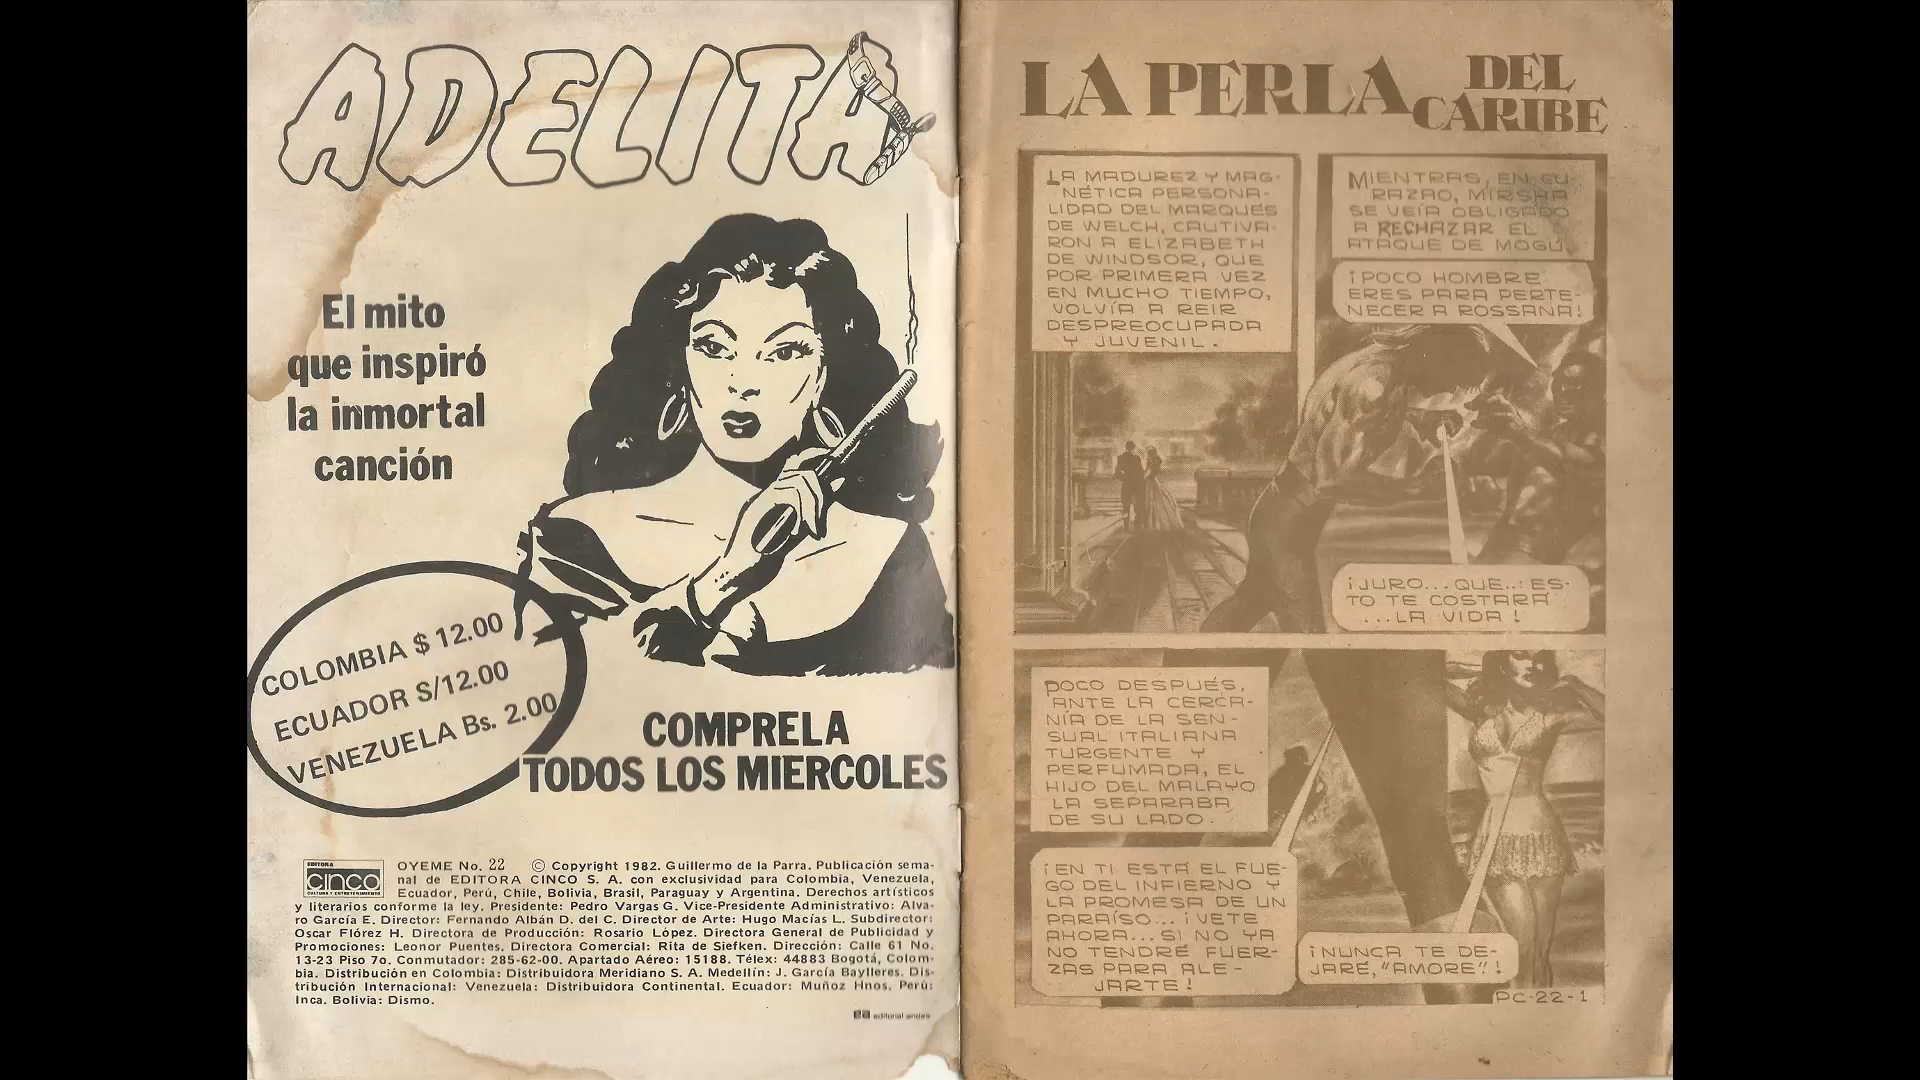 ADELITA
El mito
que inspiró
la inmortal
canción
COLOMBIA $ 12.00
ECUADOR S/12.00
VENEZUELA Bs. 2.00
COMPRELA
TODOS LOS MIERCOLES
EDITORA
CINCO
CULTURA Y ENTRETENIMIENTO
OYEME No. 22 © Copyright 1982. Guillermo de la Parra. Publicación sema-
nal de EDITORA CINCO S. A. con exclusividad para Colombia, Venezuela,
Ecuador, Perú, Chile, Bolivia, Brasil, Paraguay y Argentina. Derechos artísticos
y literarios conforme la ley. Presidente: Pedro Vargas G. Vice-Presidente Administrativo: Alva-
ro García E. Director: Fernando Albán D. del C. Director de Arte: Hugo Macías L. Subdirector:
Oscar Flórez H. Directora de Producción: Rosario López. Directora General de Publicidad y
Promociones: Leonor Puentes. Directora Comercial: Rita de Siefken. Dirección: Calle 61 No.
13-23 Piso 7o. Conmutador: 285-62-00. Apartado Aéreo: 15188. Télex: 44883 Bogotá, Colom-
bia. Distribución en Colombia: Distribuidora Meridiano S. A. Medellín: J. García Baylleres. Dis-
tribución Internacional: Venezuela: Distribuidora Continental. Ecuador: Muñoz Hnos. Perú:
Inca. Bolivia: Dismo.
editorial andes
LA PERLA DEL
CARIBE
LA MADUREZ Y MAG-
NÉTICA PERSONA-
LIDAD DEL MARQUÉS
DE WELCH, CAUTIVA-
RON A ELIZABETH
DE WINDSOR, QUE
POR PRIMERA VEZ
EN MUCHO TIEMPO,
VOLVÍA A REIR
DESPREOCUPADA
Y JUVENIL.
MIENTRAS, EN CU-
RAZAO, MIRSHA
SE VEÍA OBLIGADO
A RECHAZAR EL
ATAQUE DE MOGU.
¡POCO HOMBRE
ERES PARA PERTE-
NECER A ROSSANA!
¡JURO... QUE... ES-
TO TE COSTARÁ
...LA VIDA!
POCO DESPUÉS,
ANTE LA CERCA-
NÍA DE LA SEN-
SUAL ITALIANA
TURGENTE Y
PERFUMADA, EL
HIJO DEL MALAYO
LA SEPARABA
DE SU LADO.
¡EN TI ESTÁ EL FUE-
GO DEL INFIERNO Y
LA PROMESA DE UN
PARAÍSO... ¡VETE
AHORA... SI NO YA
NO TENDRÉ FUER-
ZAS PARA ALE-
JARTE!
¡NUNCA TE DE-
JARÉ, "AMORE"!
PC-22-1